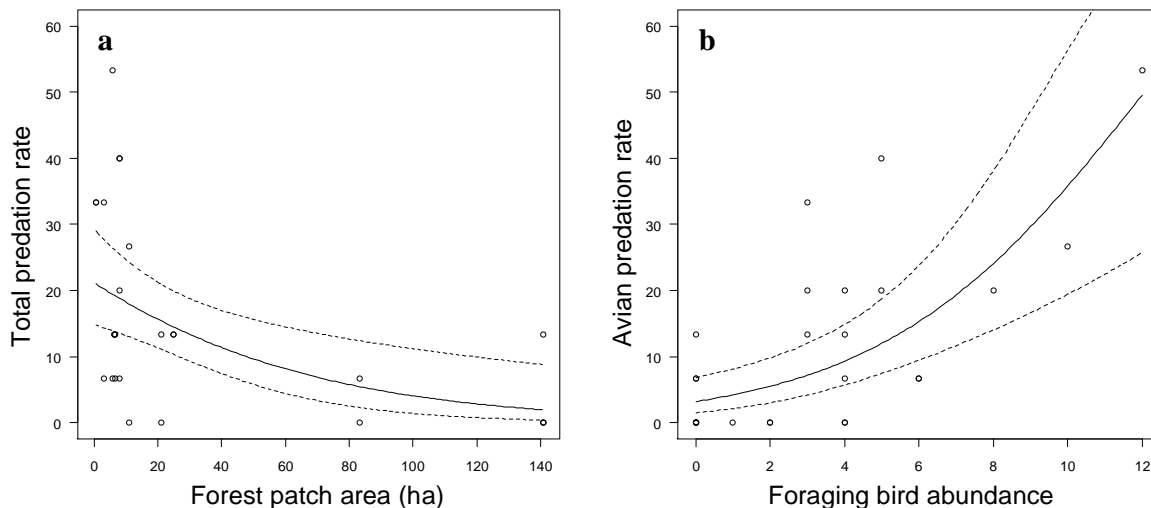 a
Total predation rate
60
50
40
30
20
10
0
0 20 40 60 80 100 120 140
Forest patch area (ha)
b
Avian predation rate
60
50
40
30
20
10
0
0 2 4 6 8 10 12
Foraging bird abundance